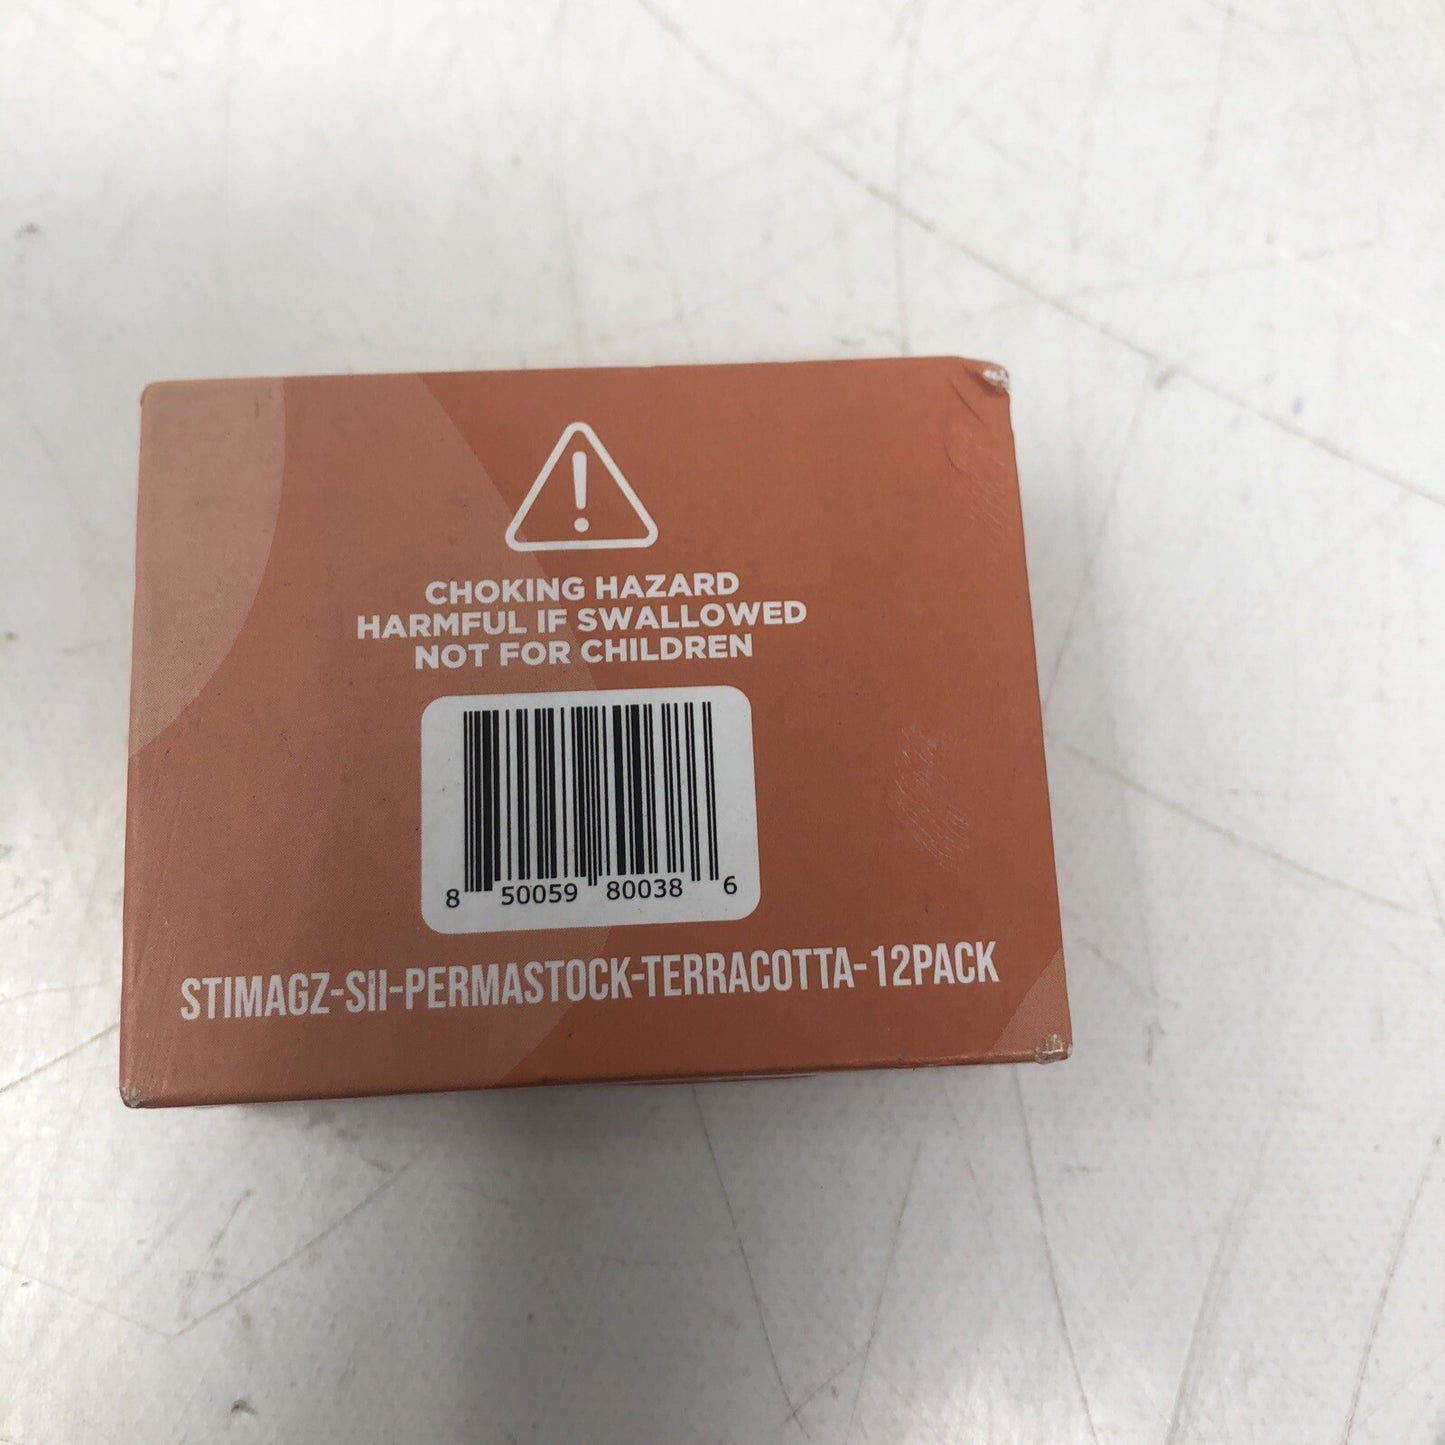 CHOKING HAZARD
HARMFUL IF SWALLOWED
NOT FOR CHILDREN
8 50059 80038 6
STIMAGZ-SII-PERMASTOCK-TERRACOTTA-12PACK